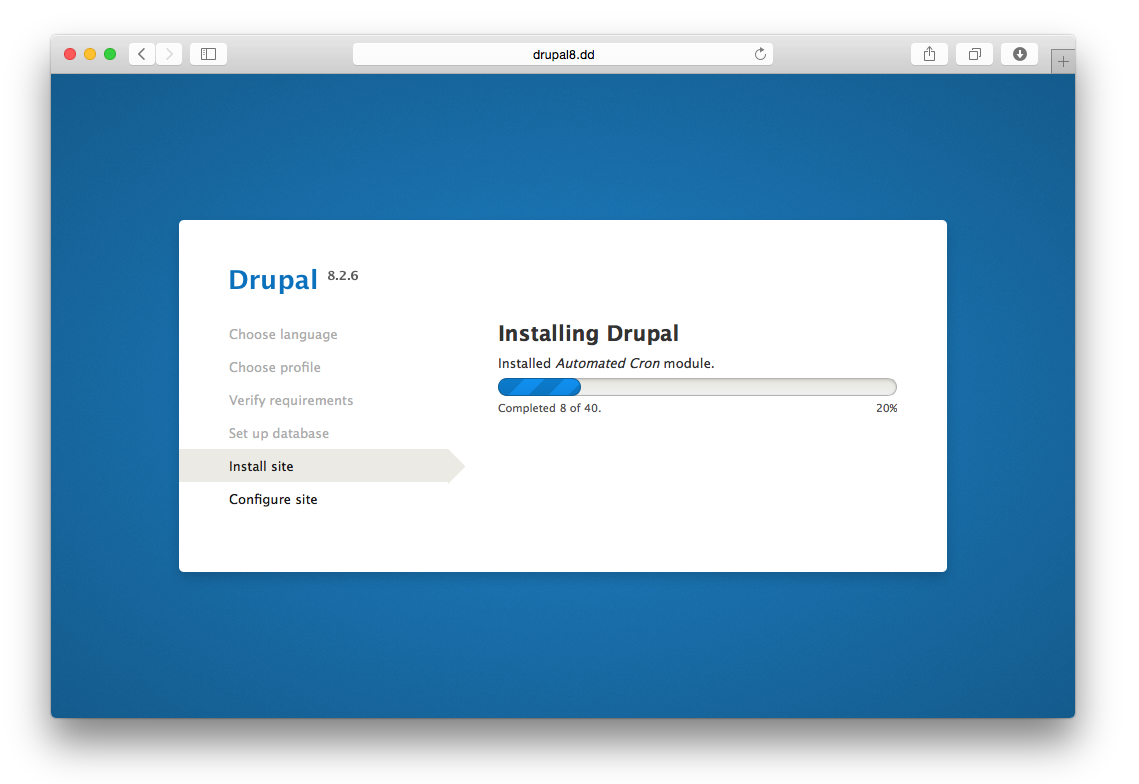 drupal8.dd
Drupal 8.2.6
Choose language
Choose profile
Verify requirements
Set up database
Install site
Configure site
Installing Drupal
Installed Automated Cron module.
Completed 8 of 40. 20%